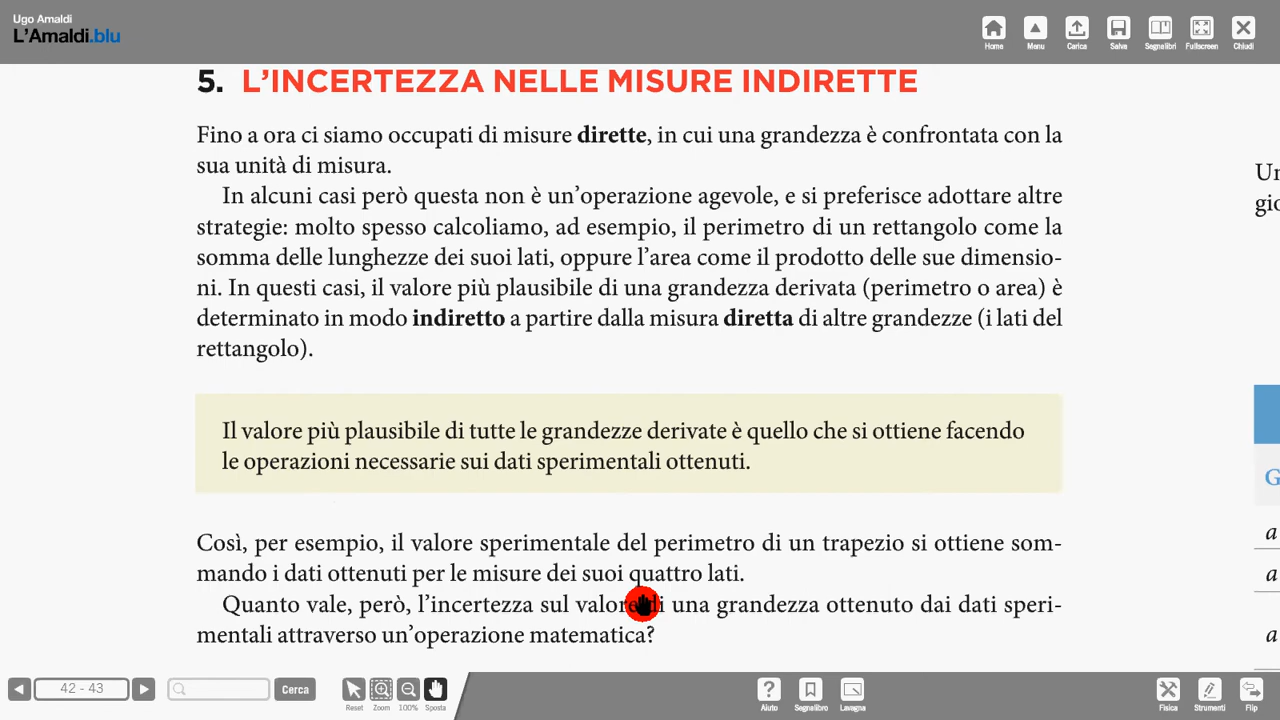 Ugo Amaldi
L'Amaldi.blu
Home
Menu
Carica
Salva
Segnalibri
Fullscreen
Chiudi
5. L'INCERTEZZA NELLE MISURE INDIRETTE
Fino a ora ci siamo occupati di misure dirette, in cui una grandezza è confrontata con la
sua unità di misura.
In alcuni casi però questa non è un'operazione agevole, e si preferisce adottare altre
strategie: molto spesso calcoliamo, ad esempio, il perimetro di un rettangolo come la
somma delle lunghezze dei suoi lati, oppure l'area come il prodotto delle sue dimensio-
ni. In questi casi, il valore più plausibile di una grandezza derivata (perimetro o area) è
determinato in modo indiretto a partire dalla misura diretta di altre grandezze (i lati del
rettangolo).
Il valore più plausibile di tutte le grandezze derivate è quello che si ottiene facendo
le operazioni necessarie sui dati sperimentali ottenuti.
Così, per esempio, il valore sperimentale del perimetro di un trapezio si ottiene som-
mando i dati ottenuti per le misure dei suoi quattro lati.
Quanto vale, però, l'incertezza sul valore di una grandezza ottenuto dai dati speri-
mentali attraverso un'operazione matematica?
Un
gio
G
a
a
a
42 - 43
Cerca
Reset
Zoom
100%
Sposta
Aiuto
Segnalibro
Lavagna
Fisica
Strumenti
Flip